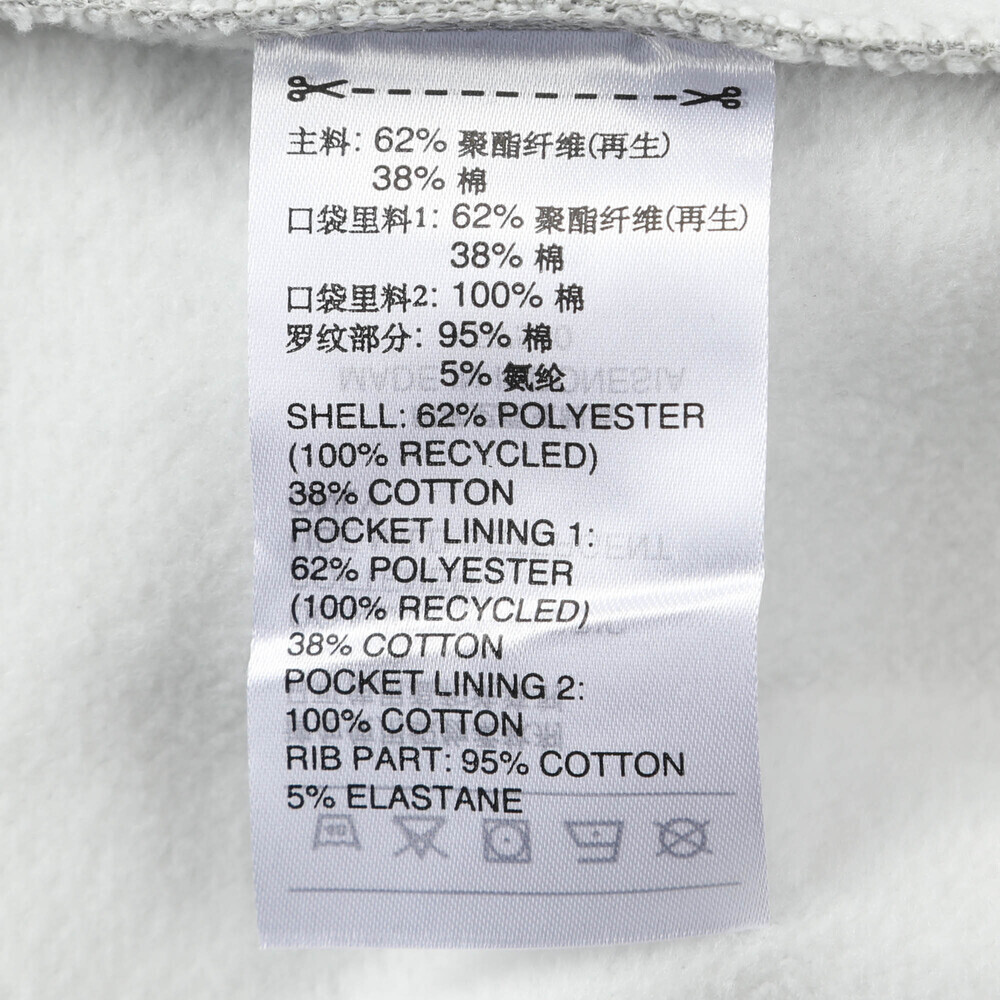 主料: 62% 聚酯纤维(再生)
38% 棉
口袋里料1: 62% 聚酯纤维(再生)
38% 棉
口袋里料2: 100% 棉
罗纹部分: 95% 棉
5% 氨纶
SHELL: 62% POLYESTER
(100% RECYCLED)
38% COTTON
POCKET LINING 1:
62% POLYESTER
(100% RECYCLED)
38% COTTON
POCKET LINING 2:
100% COTTON
RIB PART: 95% COTTON
5% ELASTANE